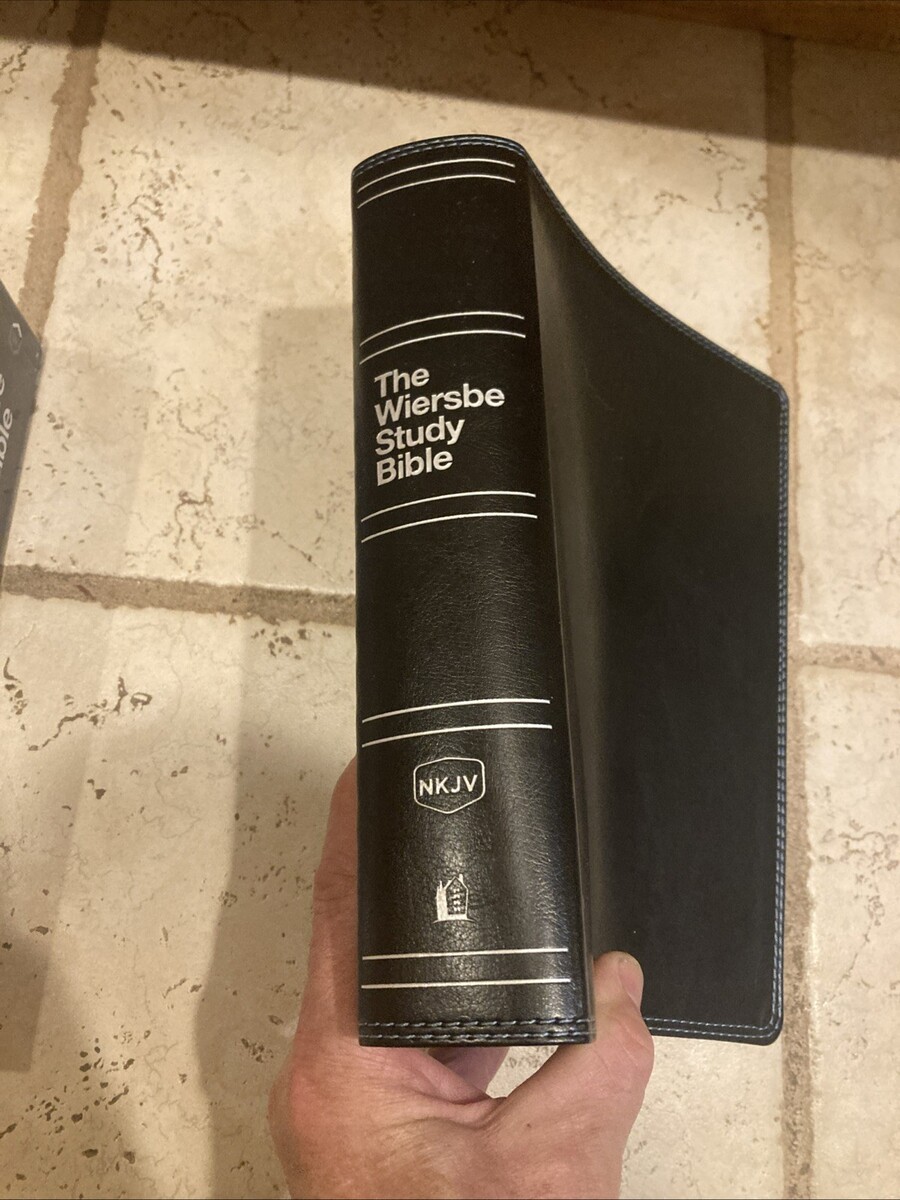 The
Wiersbe
Study
Bible
NKJV